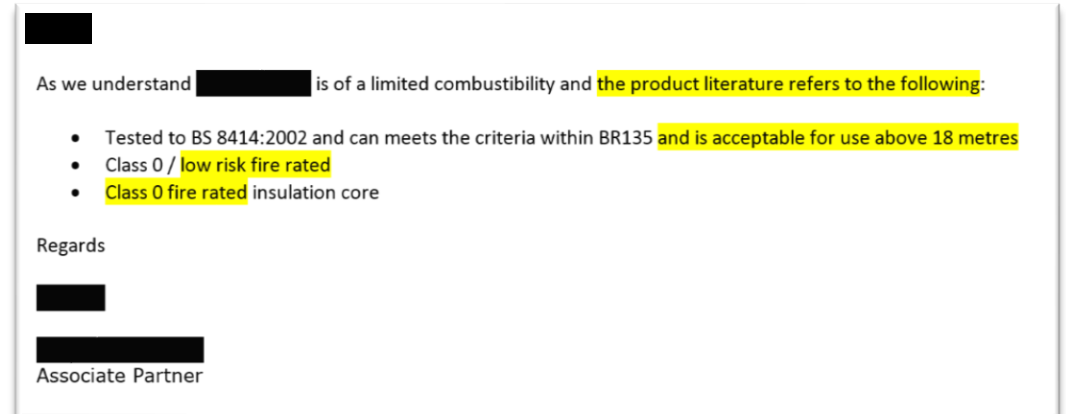 As we understand is of a limited combustibility and the product literature refers to the following:
• Tested to BS 8414:2002 and can meets the criteria within BR135 and is acceptable for use above 18 metres
• Class 0 / low risk fire rated
• Class 0 fire rated insulation core
Regards
Associate Partner